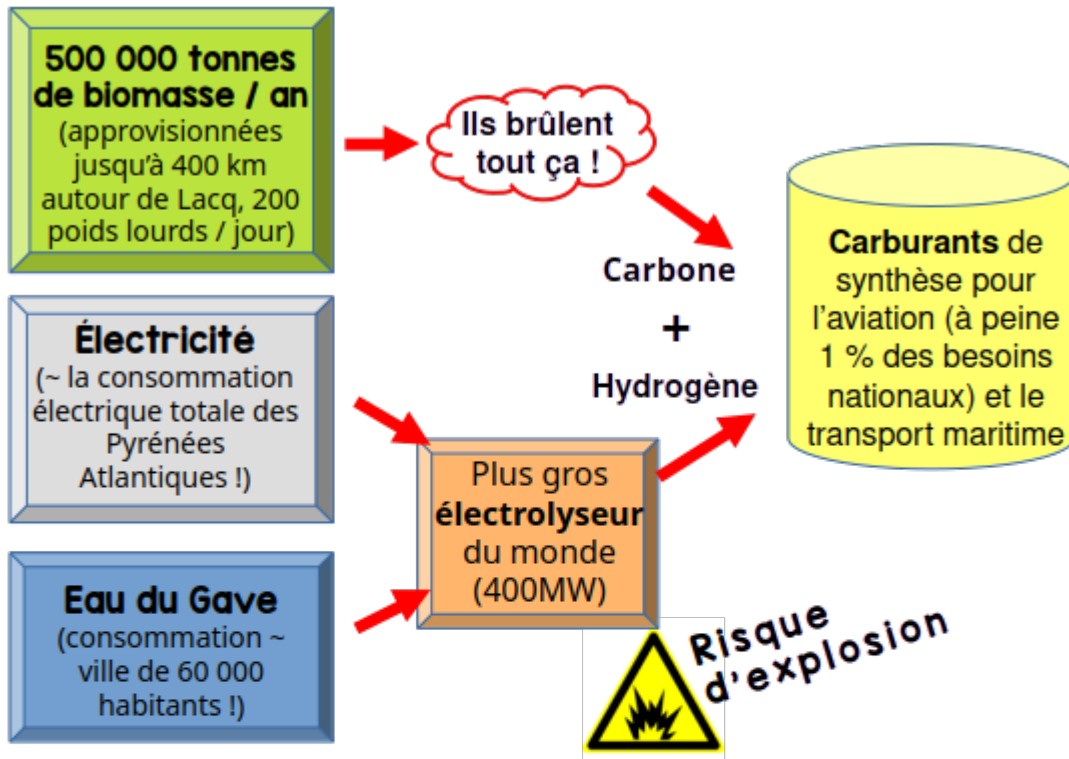 500 000 tonnes
de biomasse / an
(approvisionnées
jusqu'à 400 km
autour de Lacq, 200
poids lourds / jour)
Ils brûlent
tout ça !
Électricité
(~ la consommation
électrique totale des
Pyrénées
Atlantiques !)
Eau du Gave
(consommation ~
ville de 60 000
habitants !)
Carbone
+
Hydrogène
Plus gros
électrolyseur
du monde
(400MW)
Risque
d'explosion
Carburants de
synthèse pour
l'aviation (à peine
1 % des besoins
nationaux) et le
transport maritime